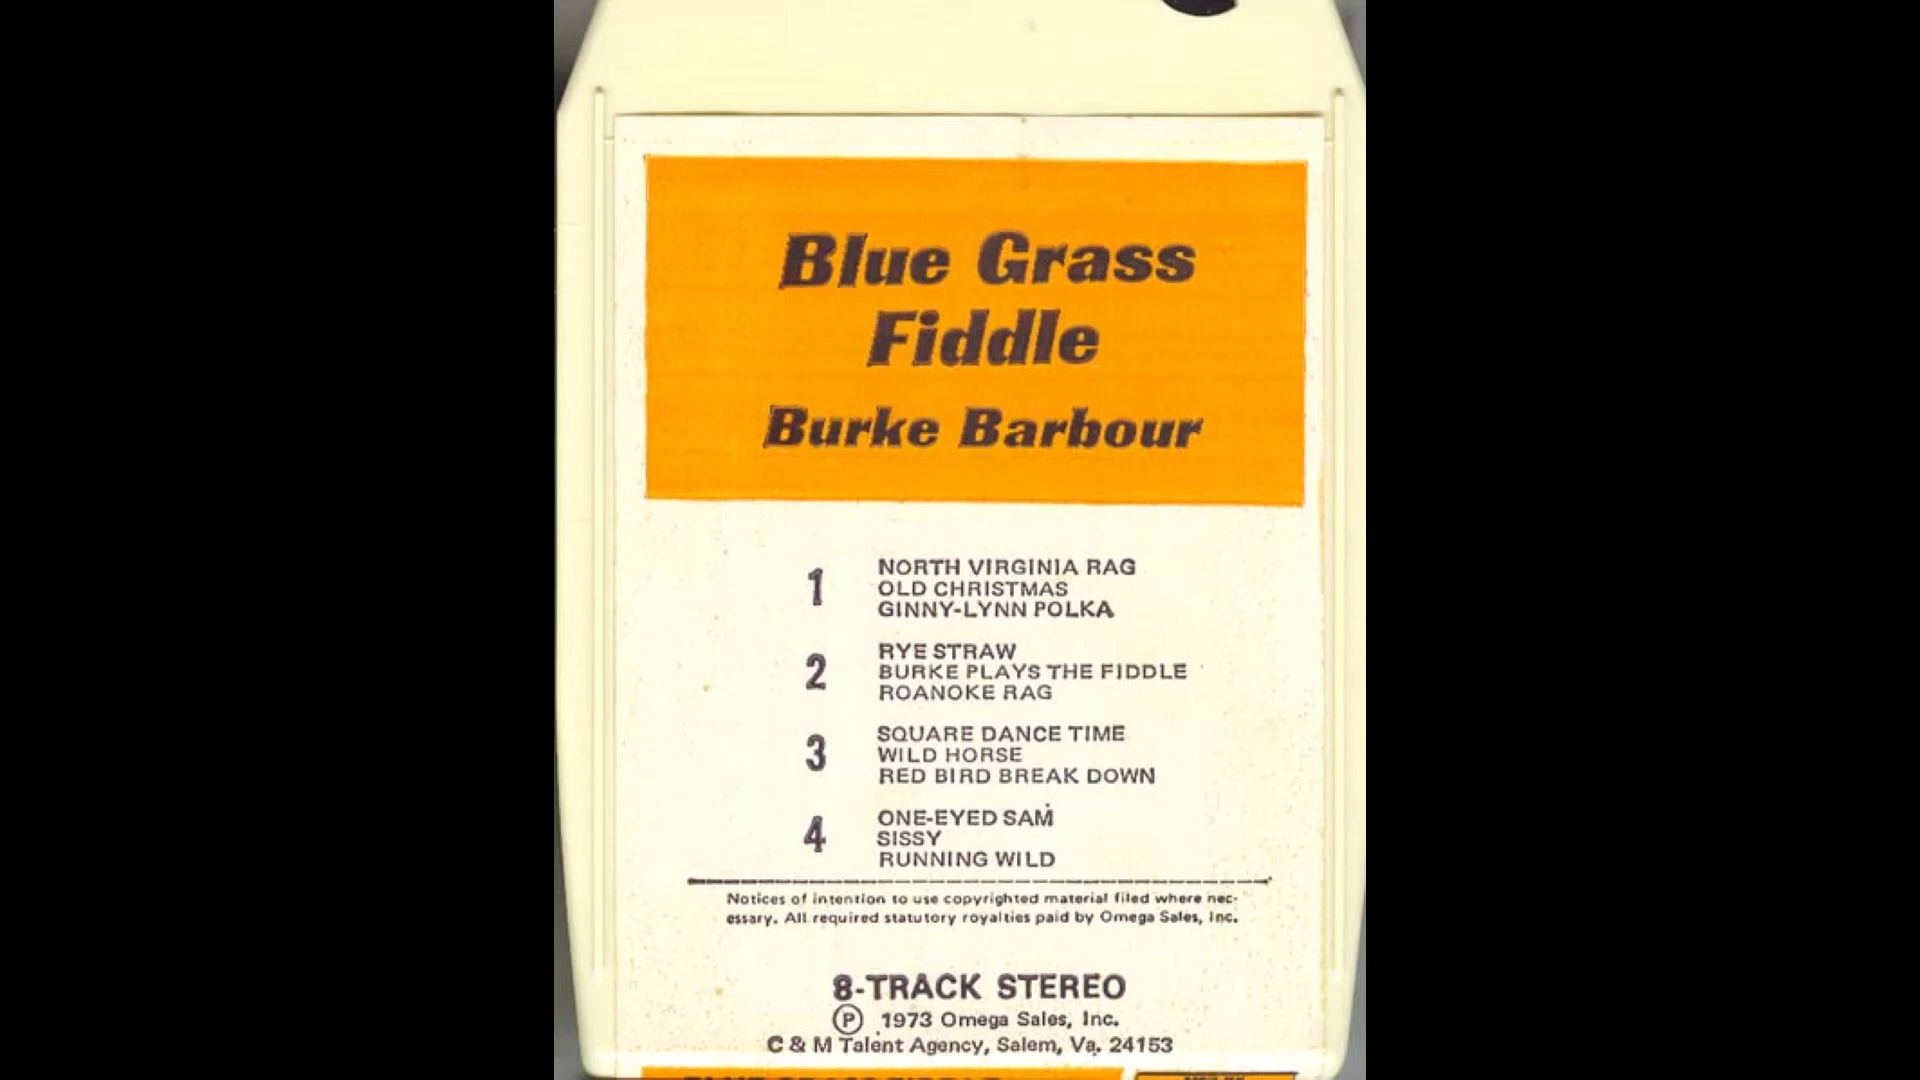 Blue Grass
Fiddle
Burke Barbour
1
NORTH VIRGINIA RAG
OLD CHRISTMAS
GINNY-LYNN POLKA
2
RYE STRAW
BURKE PLAYS THE FIDDLE
ROANOKE RAG
3
SQUARE DANCE TIME
WILD HORSE
RED BIRD BREAK DOWN
4
ONE-EYED SAM
SISSY
RUNNING WILD
Notices of intention to use copyrighted material filed where nec-
essary. All required statutory royalties paid by Omega Sales, Inc.
8-TRACK STEREO
Ⓟ 1973 Omega Sales, Inc.
C & M Talent Agency, Salem, Va. 24153